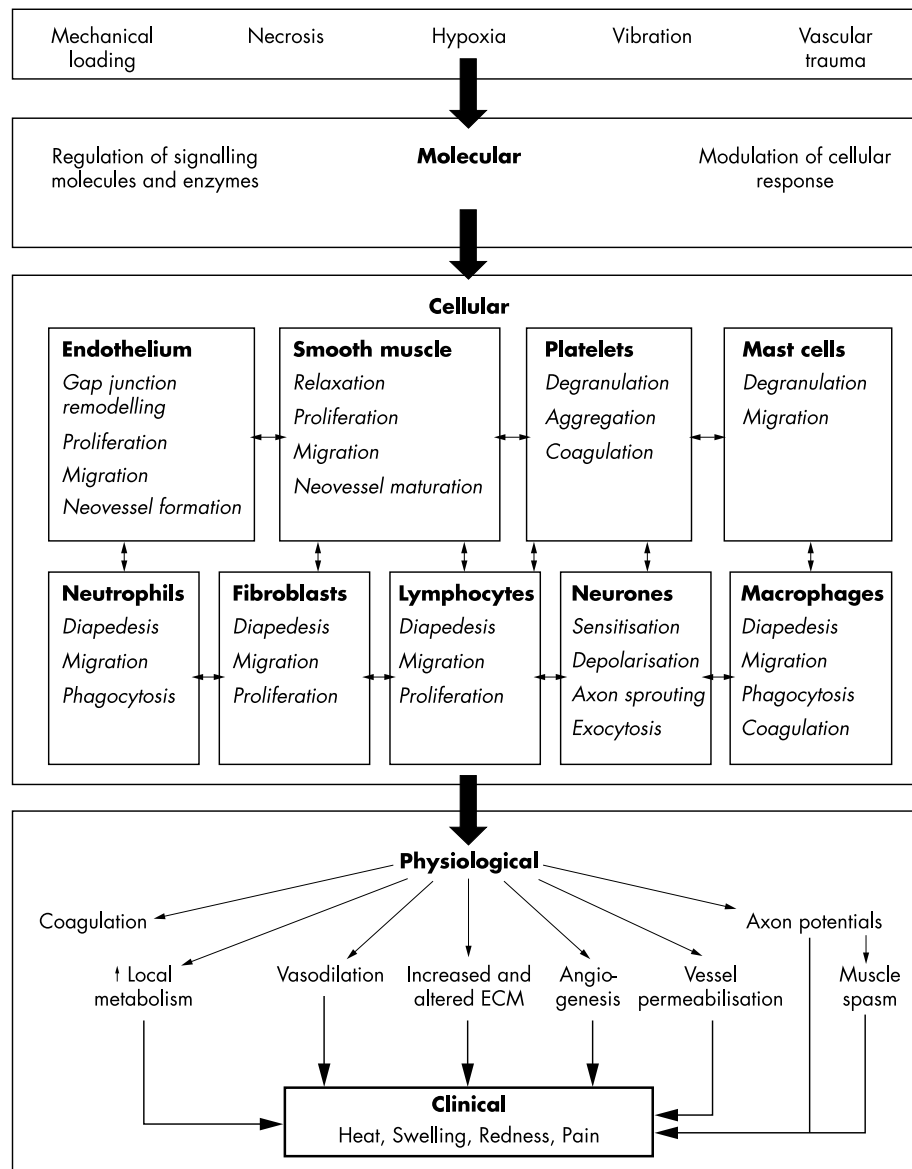 Mechanical
loading
Necrosis
Hypoxia
Vibration
Vascular
trauma
Regulation of signalling
molecules and enzymes
Molecular
Modulation of cellular
response
Cellular
Endothelium
Gap junction
remodelling
Proliferation
Migration
Neovessel formation
Smooth muscle
Relaxation
Proliferation
Migration
Neovessel maturation
Platelets
Degranulation
Aggregation
Coagulation
Mast cells
Degranulation
Migration
Neutrophils
Diapedesis
Migration
Phagocytosis
Fibroblasts
Diapedesis
Migration
Proliferation
Lymphocytes
Diapedesis
Migration
Proliferation
Neurones
Sensitisation
Depolarisation
Axon sprouting
Exocytosis
Macrophages
Diapedesis
Migration
Phagocytosis
Coagulation
Physiological
Coagulation
↑ Local
metabolism
Vasodilation
Increased and
altered ECM
Angio-
genesis
Vessel
permeabilisation
Axon potentials
Muscle
spasm
Clinical
Heat, Swelling, Redness, Pain